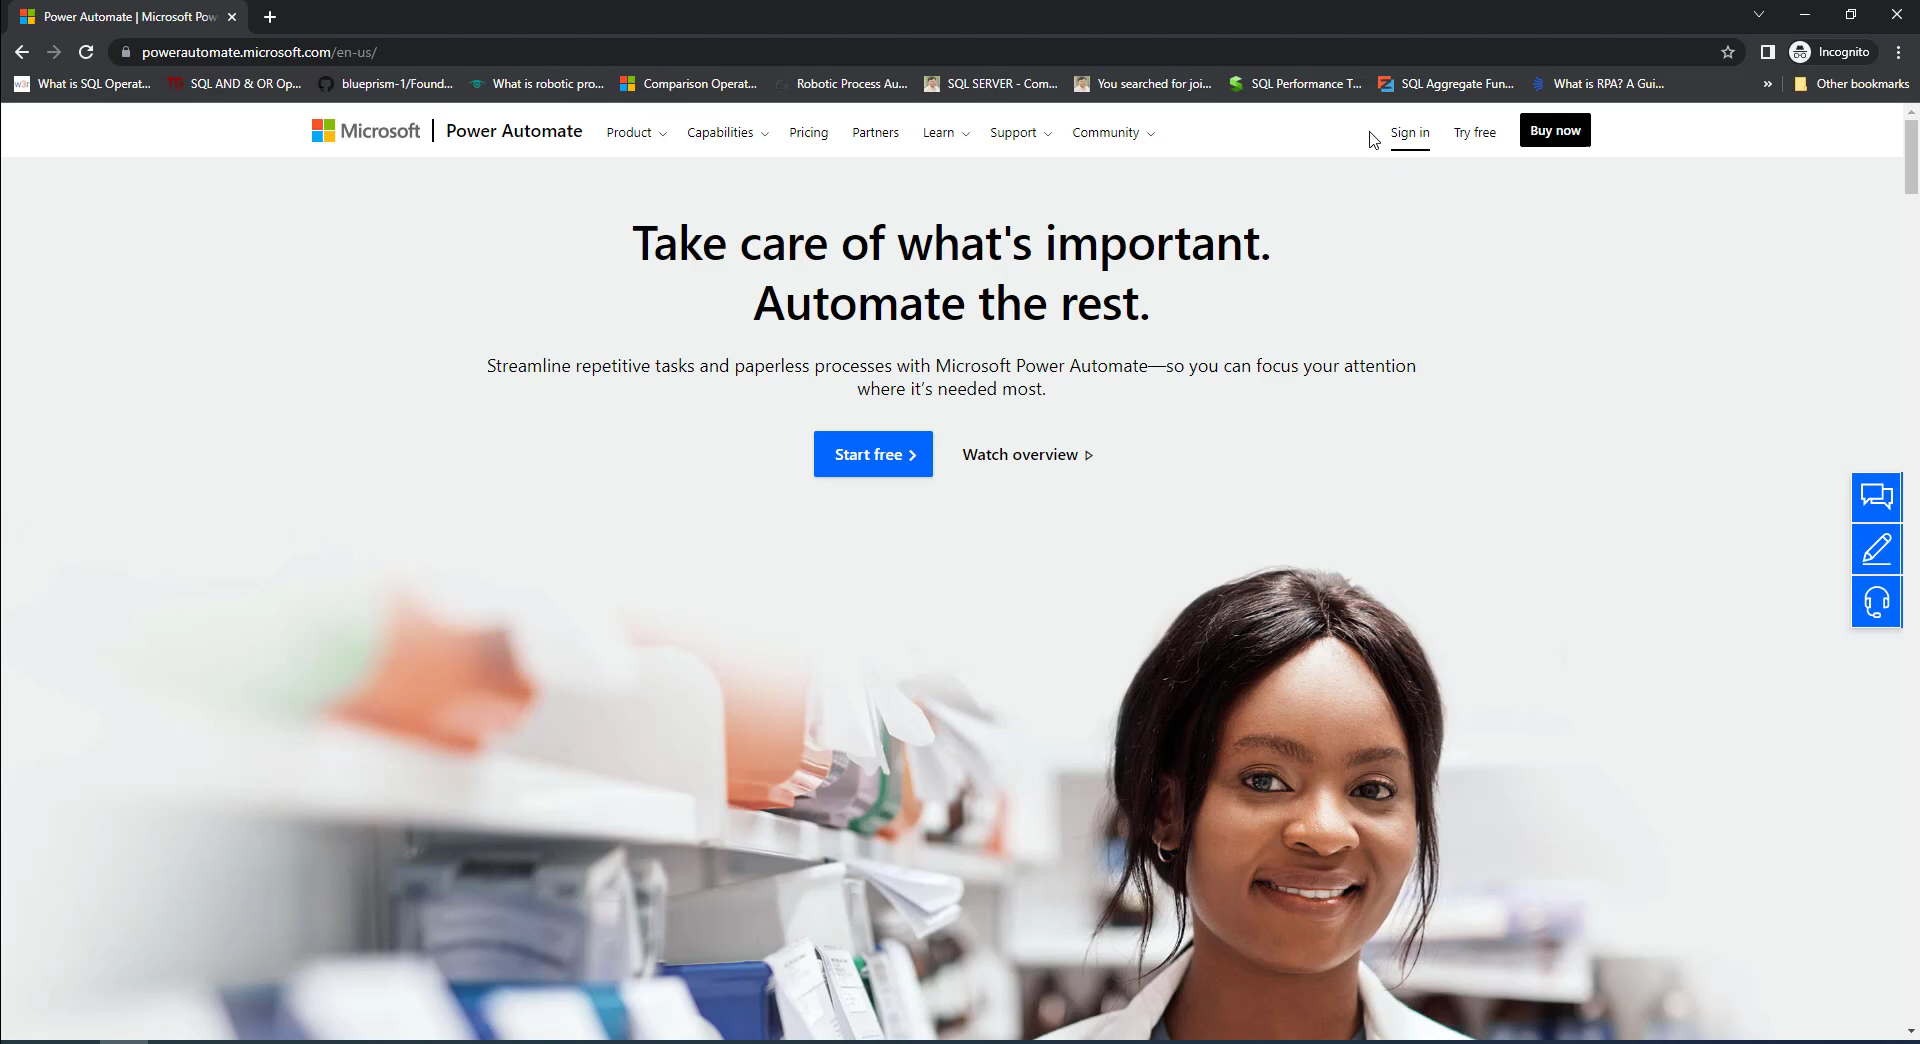 Power Automate | Microsoft Pow
powerautomate.microsoft.com/en-us/
Incognito
What is SQL Operat...
SQL AND & OR Op...
blueprism-1/Found...
What is robotic pro...
Comparison Operat...
Robotic Process Au...
SQL SERVER - Com...
You searched for joi...
SQL Performance T...
SQL Aggregate Fun...
What is RPA? A Gui...
»
Other bookmarks
Microsoft
Power Automate
Product
Capabilities
Pricing
Partners
Learn
Support
Community
Sign in
Try free
Buy now
Take care of what's important.
Automate the rest.
Streamline repetitive tasks and paperless processes with Microsoft Power Automate—so you can focus your attention
where it's needed most.
Start free
Watch overview